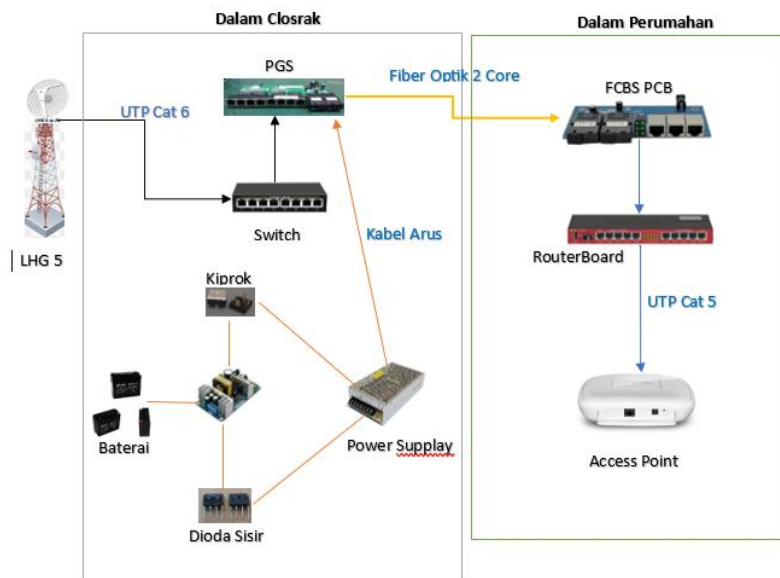 Dalam Closrak
Dalam Perumahan
PGS
Fiber Optik 2 Core
FCBS PCB
UTP Cat 6
Switch
Kabel Arus
RouterBoard
LHG 5
Kiprok
UTP Cat 5
Baterai
Power Supplay
Access Point
Dioda Sisir